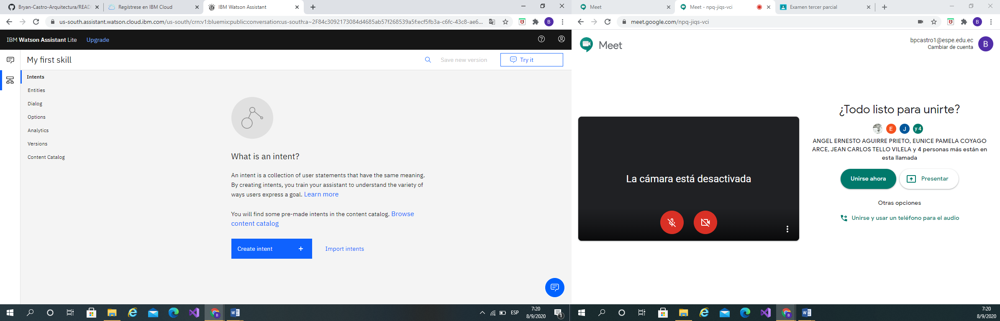 Bryan-Castro-Arquitectura/READ
Regístrese en IBM Cloud
IBM Watson Assistant
us-south.assistant.watson.cloud.ibm.com/us-south/crn:v1:bluemix:public:conversation:us-south:a~2F84c3092173084d4685ab57f268539a5f:ecf5fb3a-c6fc-43c8-ae6...
B
IBM Watson Assistant Lite
Upgrade
My first skill
Save new version
Try it
Intents
Entities
Dialog
Options
Analytics
Versions
Content Catalog
What is an intent?
An intent is a collection of user statements that have the same meaning.
By creating intents, you train your assistant to understand the variety of
ways users express a goal. Learn more
You will find some pre-made intents in the content catalog. Browse
content catalog
Create intent +
Import intents
B
ESP
7:20
8/9/2020
1
Meet
Meet - npq-jiqs-vci
Examen tercer parcial
meet.google.com/npq-jiqs-vci
B
Meet
bpcastro1@espe.edu.ec
Cambiar de cuenta
B
La cámara está desactivada
¿Todo listo para unirte?
E J y 4
ANGEL ERNESTO AGUIRRE PRIETO, EUNICE PAMELA COYAGO
ARCE, JEAN CARLOS TELLO VILELA y 4 personas más están en
esta llamada
Unirse ahora
Presentar
Otras opciones
Unirse y usar un teléfono para el audio
B
7:20
8/9/2020